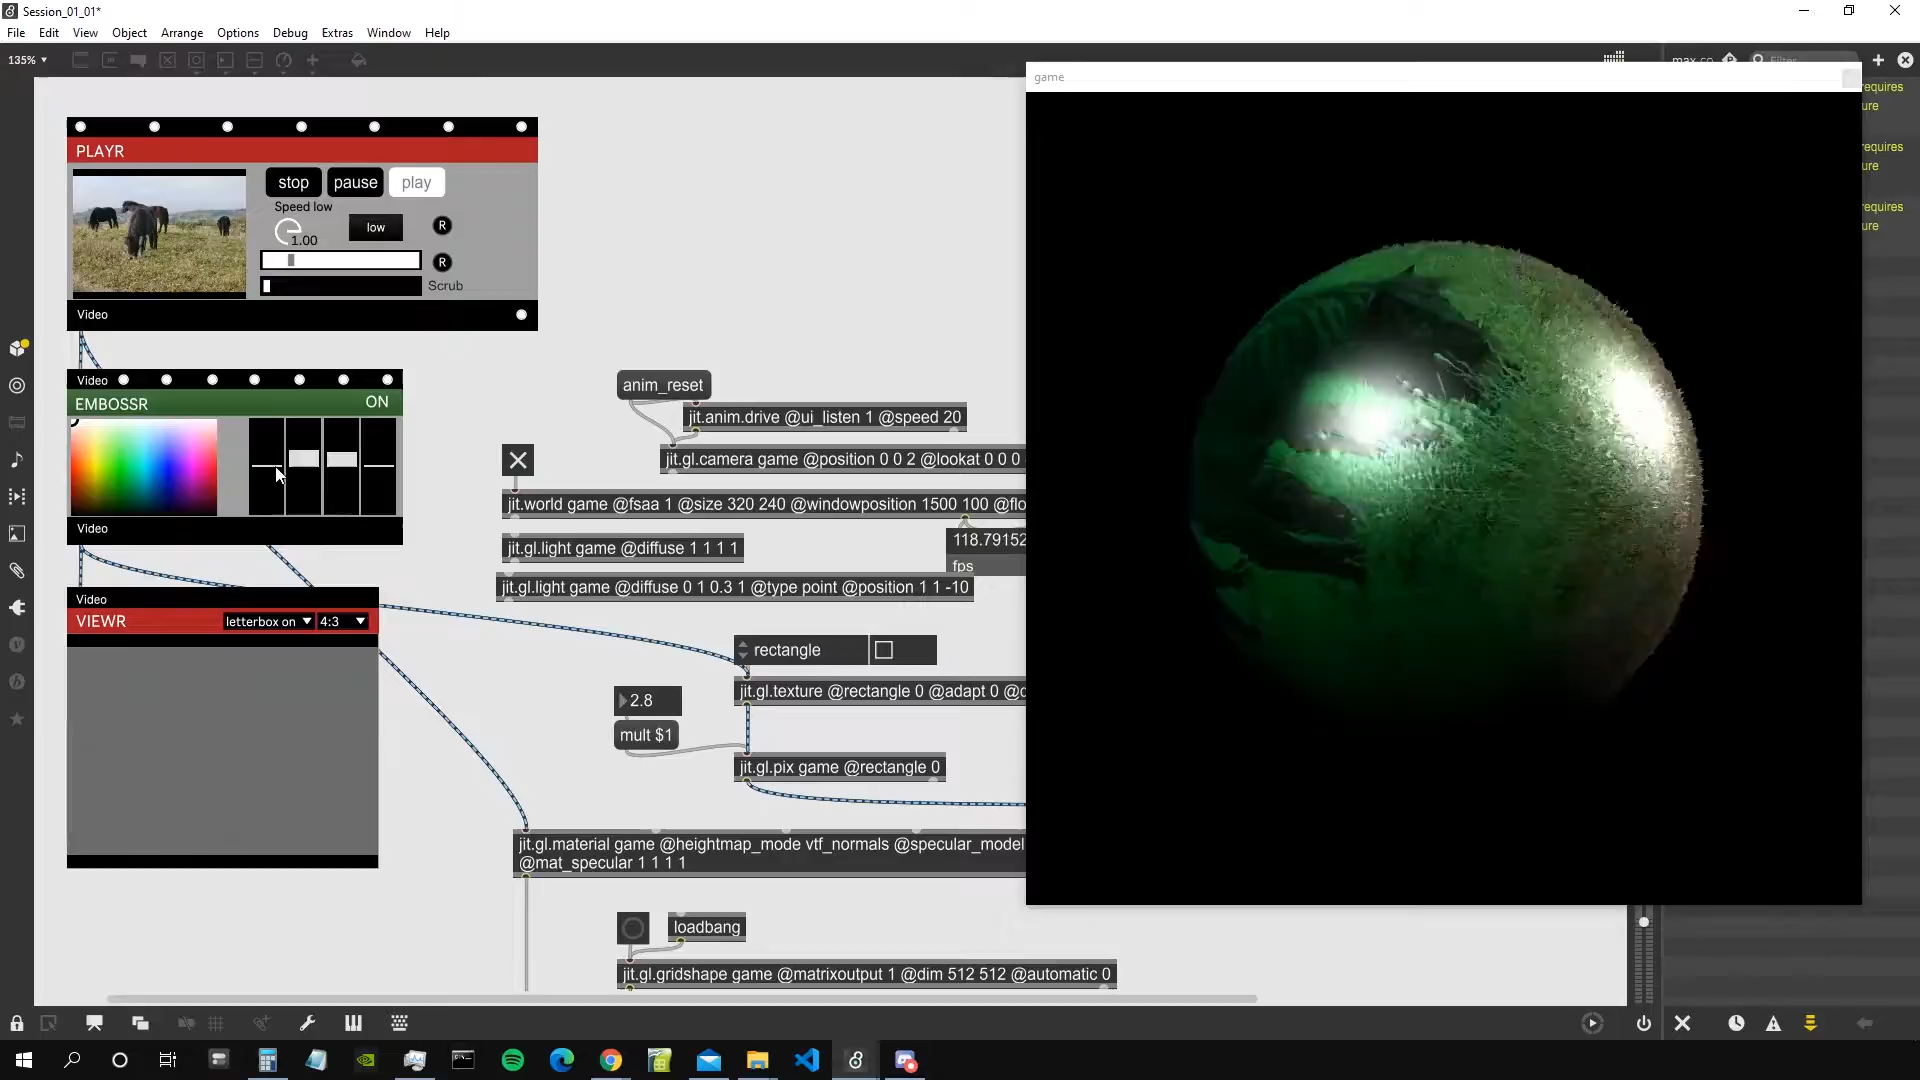 Session_01_01*
File Edit View Object Arrange Options Debug Extras Window Help
135%
game
PLAYR
stop pause play
Speed low
1.00
low
R
R
Scrub
Video
Video
EMBOSSR ON
Video
Video
VIEWR letterbox on 4:3
anim_reset
jit.anim.drive @ui_listen 1 @speed 20
jit.gl.camera game @position 0 0 2 @lookat 0 0 0
jit.world game @fsaa 1 @size 320 240 @windowposition 1500 100 @flo
jit.gl.light game @diffuse 1 1 1 1
118.79152
fps
jit.gl.light game @diffuse 0 1 0.3 1 @type point @position 1 1 -10
rectangle
jit.gl.texture @rectangle 0 @adapt 0 @
2.8
mult $1
jit.gl.pix game @rectangle 0
jit.gl.material game @heightmap_mode vtf_normals @specular_model
@mat_specular 1 1 1 1
loadbang
jit.gl.gridshape game @matrixoutput 1 @dim 512 512 @automatic 0
equires
ure
equires
ure
equires
ure